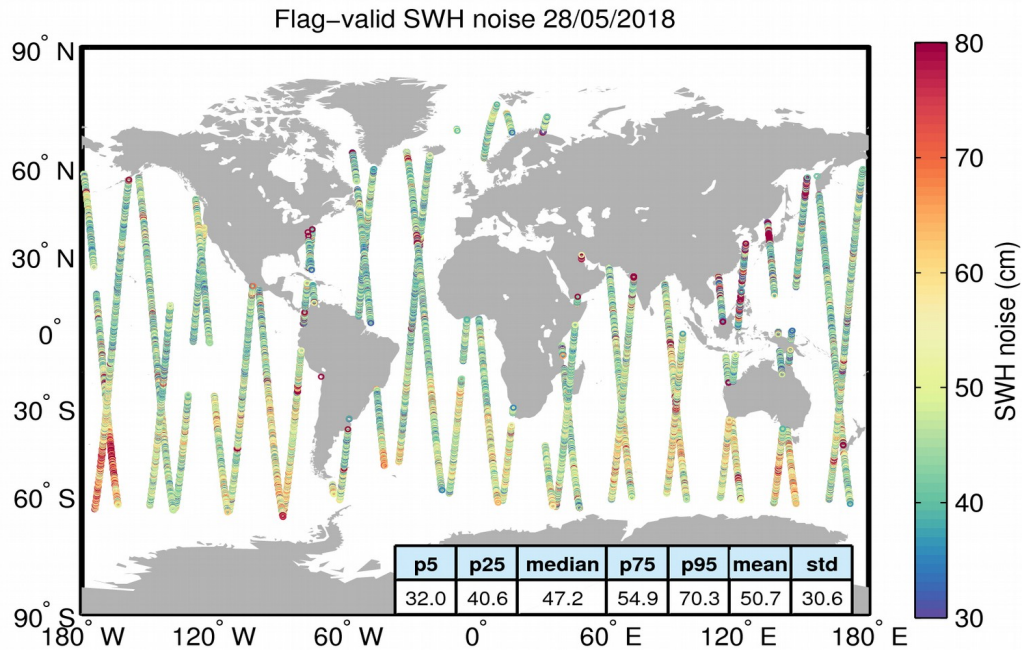 Flag−valid SWH noise 28/05/2018
90° N
60° N
30° N
0°
30° S
60° S
90° S
180° W
120° W
60° W
0°
60° E
120° E
180° E
p5 p25 median p75 p95 mean std
32.0 40.6 47.2 54.9 70.3 50.7 30.6
80
70
60
50
40
30
SWH noise (cm)